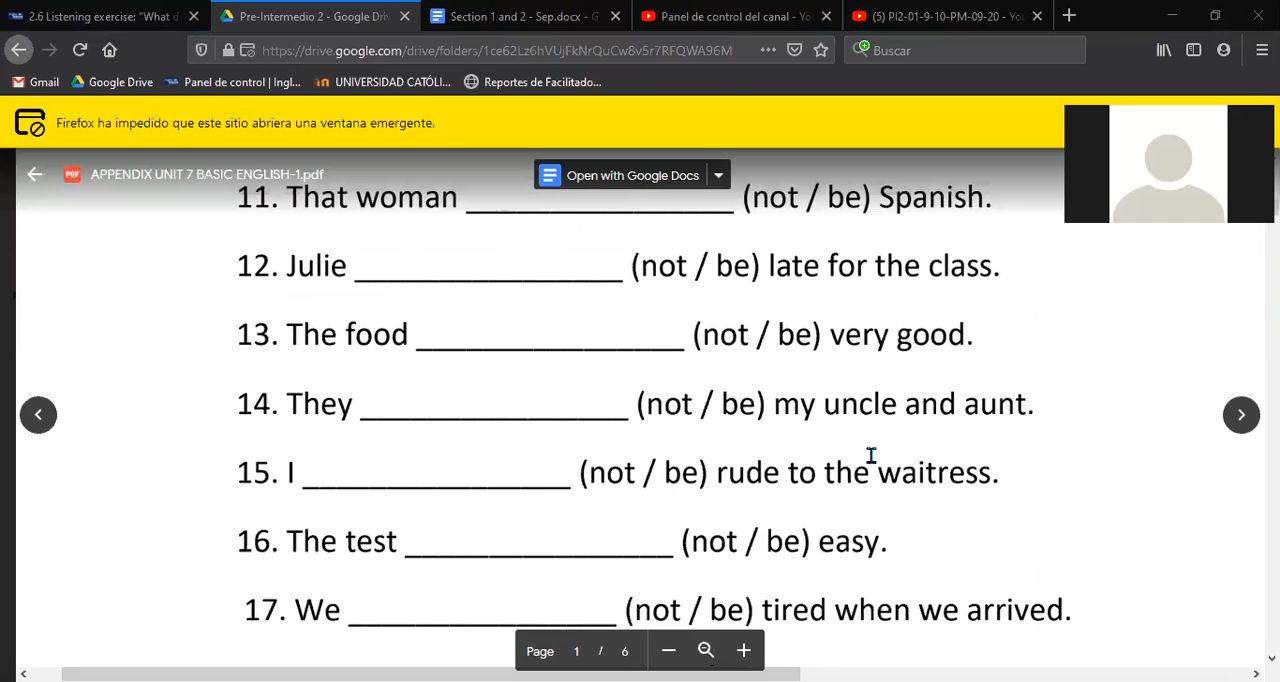 2.6 Listening exercise: "What d
Pre-Intermedio 2 - Google Driv
Section 1 and 2 - Sep.docx - G
Panel de control del canal - Yo
(5) PI2-01-9-10-PM-09-20 - Yo
https://drive.google.com/drive/folders/1ce62Lz6hVUjFkNrQuCw8v5r7RFQWA96M
Buscar
Gmail
Google Drive
Panel de control | Ingl...
UNIVERSIDAD CATÓLI...
Reportes de Facilitado...
Firefox ha impedido que este sitio abriera una ventana emergente.
PDF
APPENDIX UNIT 7 BASIC ENGLISH-1.pdf
Open with Google Docs
11. That woman ________________ (not / be) Spanish.
12. Julie ________________ (not / be) late for the class.
13. The food ________________ (not / be) very good.
14. They ________________ (not / be) my uncle and aunt.
15. I ________________ (not / be) rude to the waitress.
16. The test ________________ (not / be) easy.
17. We ________________ (not / be) tired when we arrived.
Page 1 / 6